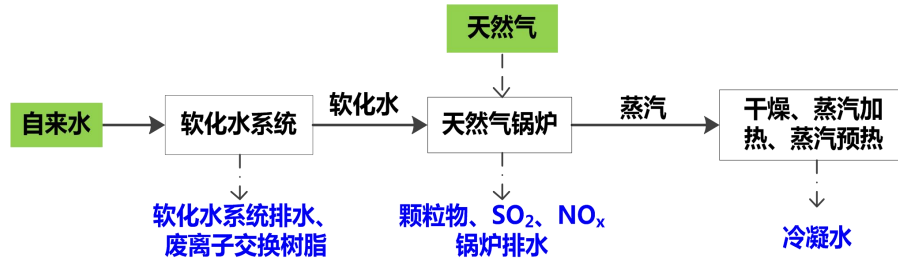 天然气
自来水
软化水系统
软化水
天然气锅炉
蒸汽
干燥、蒸汽加
热、蒸汽预热
软化水系统排水、
废离子交换树脂
颗粒物、SO₂、NOₓ
锅炉排水
冷凝水